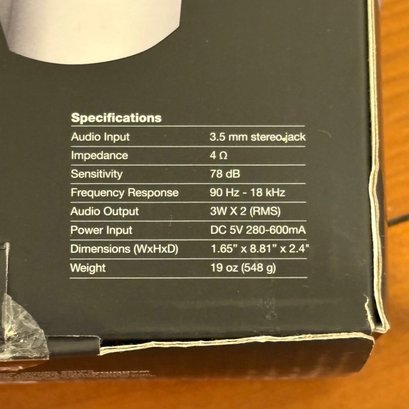 Specifications
Audio Input 3.5 mm stereo jack
Impedance 4 Ω
Sensitivity 78 dB
Frequency Response 90 Hz - 18 kHz
Audio Output 3W X 2 (RMS)
Power Input DC 5V 280-600mA
Dimensions (WxHxD) 1.65” x 8.81” x 2.4"
Weight 19 oz (548 g)